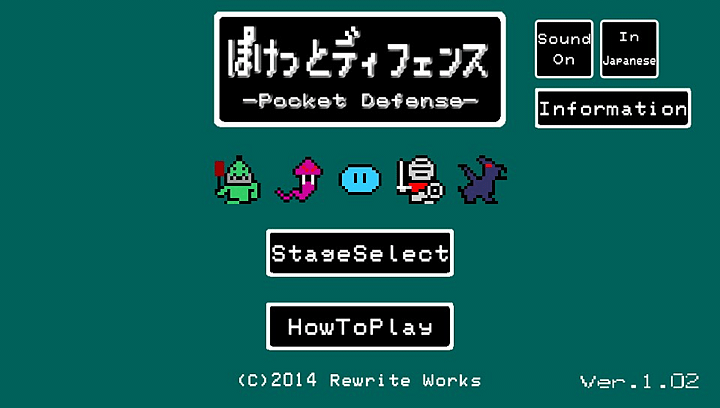 ぽけっとディフェンス
-Pocket Defense-
Sound
On
In
Japanese
Information
StageSelect
HowToPlay
(C)2014 Rewrite Works
Ver.1.02